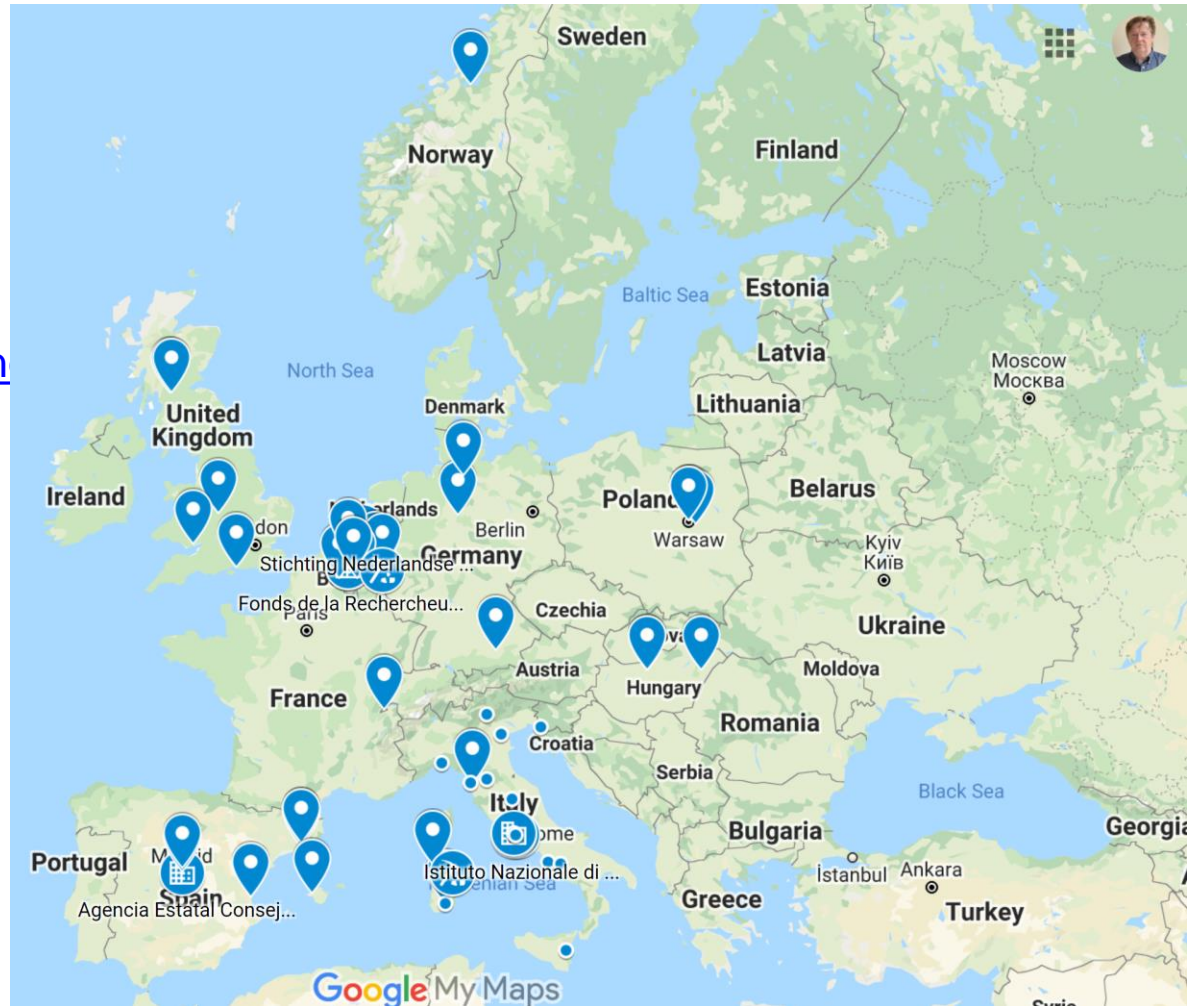 Sweden
Norway
Finland
Baltic Sea
Estonia
Latvia
Moscow
Москва
North Sea
Denmark
Lithuania
United
Kingdom
Ireland
Poland
Belarus
Berlin
Warsaw
Kyiv
Київ
Germany
Stichting Nederlandse ...
Fonds de la Rechercheu...
Paris
Czechia
Ukraine
Austria
Moldova
Hungary
France
Romania
Croatia
Serbia
Black Sea
Italy
Bulgaria
Georgia
Portugal
Istituto Nazionale di ...
İstanbul
Ankara
Spain
Agencia Estatal Consej...
Greece
Turkey
Google My Maps